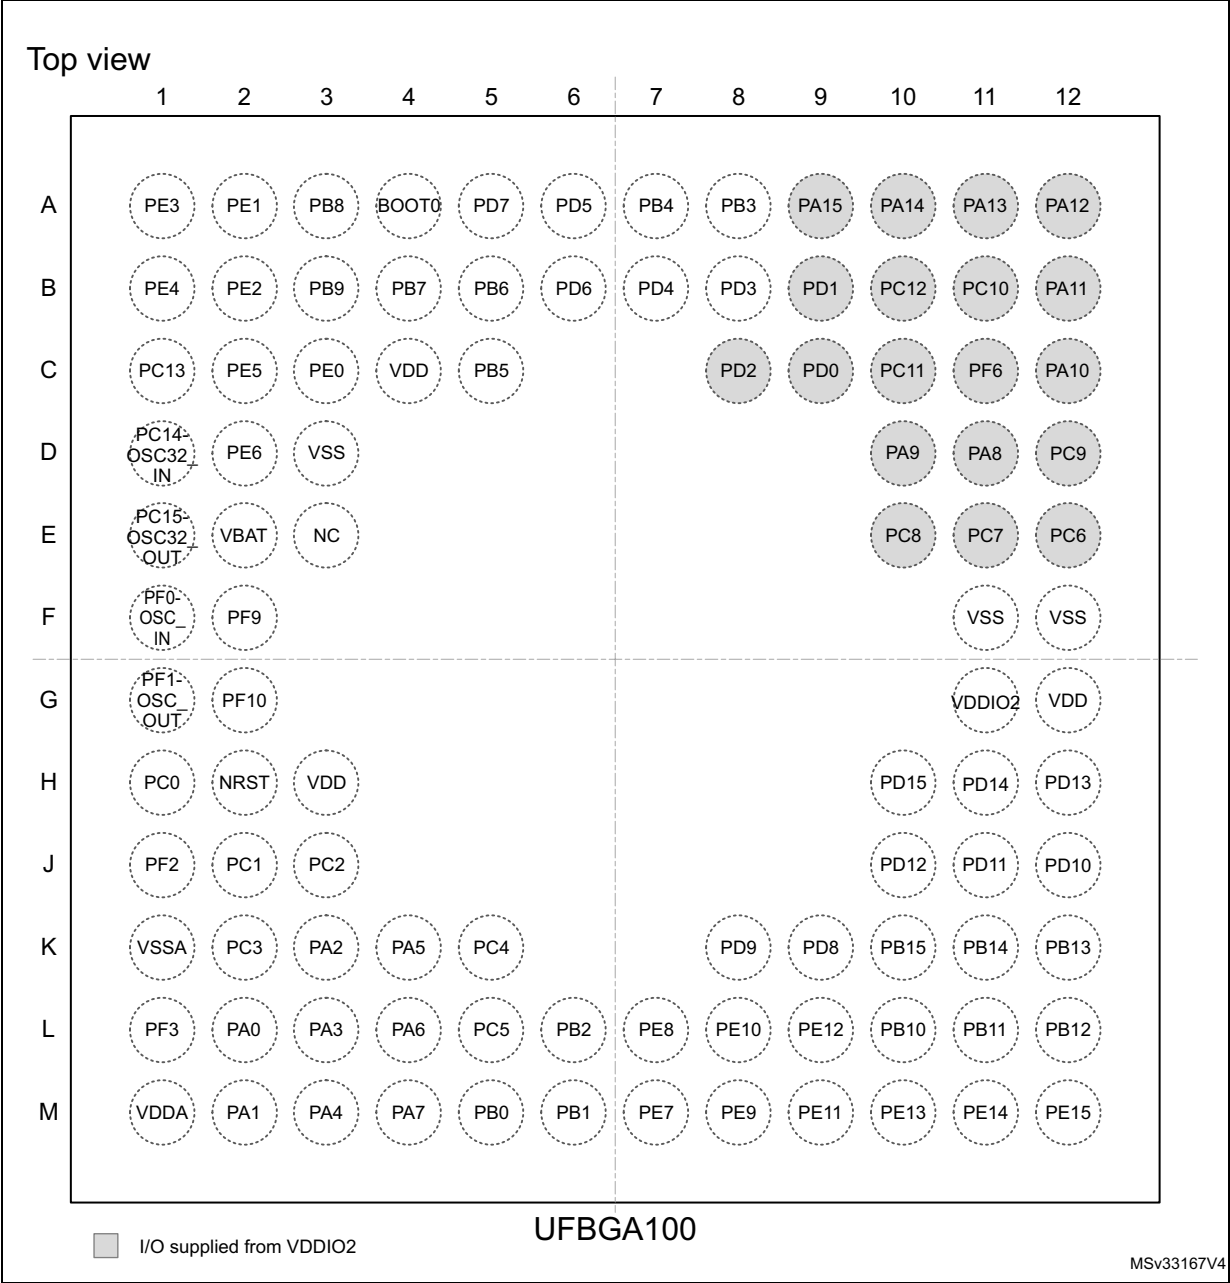 Top view
1 2 3 4 5 6 7 8 9 10 11 12
A PE3 PE1 PB8 BOOT0 PD7 PD5 PB4 PB3 PA15 PA14 PA13 PA12
B PE4 PE2 PB9 PB7 PB6 PD6 PD4 PD3 PD1 PC12 PC10 PA11
C PC13 PE5 PE0 VDD PB5 PD2 PD0 PC11 PF6 PA10
D PC14-OSC32_IN PE6 VSS PA9 PA8 PC9
E PC15-OSC32_OUT VBAT NC PC8 PC7 PC6
F PF0-OSC_IN PF9 VSS VSS
G PF1-OSC_OUT PF10 VDDIO2 VDD
H PC0 NRST VDD PD15 PD14 PD13
J PF2 PC1 PC2 PD12 PD11 PD10
K VSSA PC3 PA2 PA5 PC4 PD9 PD8 PB15 PB14 PB13
L PF3 PA0 PA3 PA6 PC5 PB2 PE8 PE10 PE12 PB10 PB11 PB12
M VDDA PA1 PA4 PA7 PB0 PB1 PE7 PE9 PE11 PE13 PE14 PE15
UFBGA100
I/O supplied from VDDIO2
MSv33167V4